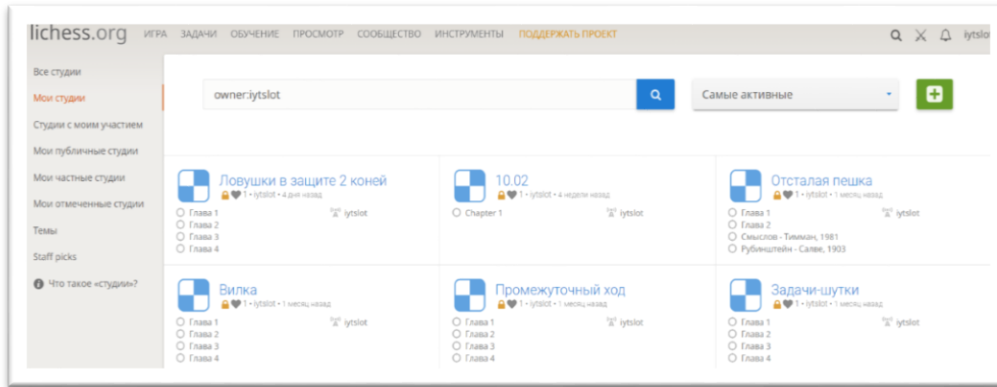 lichess.org ИГРА ЗАДАЧИ ОБУЧЕНИЕ ПРОСМОТР СООБЩЕСТВО ИНСТРУМЕНТЫ ПОДДЕРЖАТЬ ПРОЕКТ iytslot
Все студии
Мои студии
Студии с моим участием
Мои публичные студии
Мои частные студии
Мои отмеченные студии
Темы
Staff picks
Что такое «студии»?
owner:iytslot
Самые активные
Ловушки в защите 2 коней
1 • iytslot • 4 дня назад
Глава 1 iytslot
Глава 2
Глава 3
Глава 4
10.02
1 • iytslot • 4 недели назад
Chapter 1 iytslot
Отсталая пешка
1 • iytslot • 1 месяц назад
Глава 1 iytslot
Глава 2
Смыслов - Тимман, 1981
Рубинштейн - Салве, 1903
Вилка
1 • iytslot • 1 месяц назад
Глава 1 iytslot
Глава 2
Глава 3
Глава 4
Промежуточный ход
1 • iytslot • 1 месяц назад
Глава 1 iytslot
Глава 2
Глава 3
Глава 4
Задачи-шутки
1 • iytslot • 1 месяц назад
Глава 1 iytslot
Глава 2
Глава 3
Глава 4